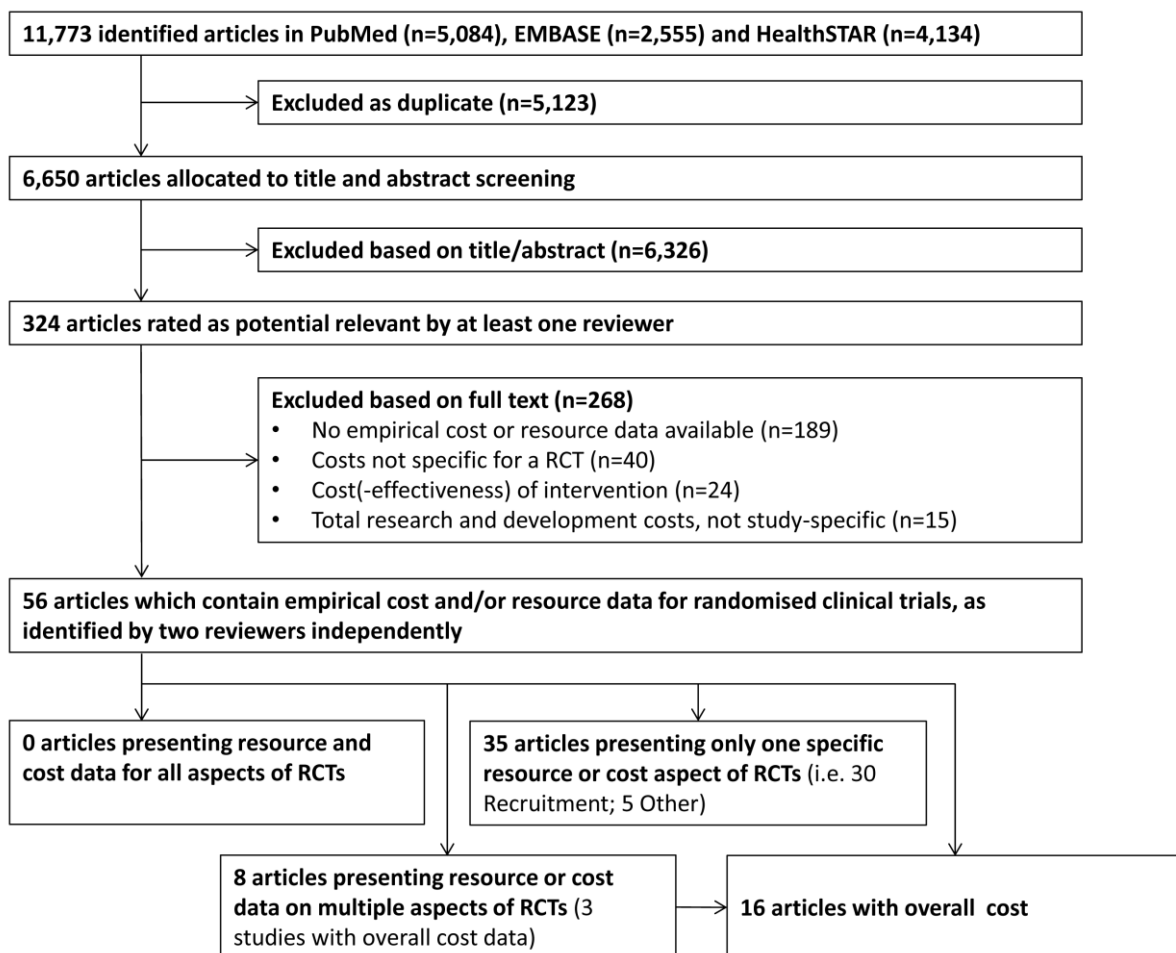 11,773 identified articles in PubMed (n=5,084), EMBASE (n=2,555) and HealthSTAR (n=4,134)
Excluded as duplicate (n=5,123)
6,650 articles allocated to title and abstract screening
Excluded based on title/abstract (n=6,326)
324 articles rated as potential relevant by at least one reviewer
Excluded based on full text (n=268)
• No empirical cost or resource data available (n=189)
• Costs not specific for a RCT (n=40)
• Cost(-effectiveness) of intervention (n=24)
• Total research and development costs, not study-specific (n=15)
56 articles which contain empirical cost and/or resource data for randomised clinical trials, as
identified by two reviewers independently
0 articles presenting resource and
cost data for all aspects of RCTs
35 articles presenting only one specific
resource or cost aspect of RCTs (i.e. 30
Recruitment; 5 Other)
8 articles presenting resource or cost
data on multiple aspects of RCTs (3
studies with overall cost data)
16 articles with overall cost